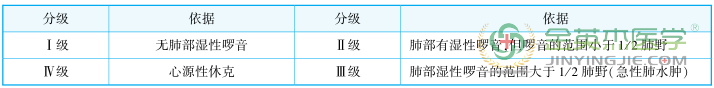 分级 依据 分级 依据
Ⅰ级 无肺部湿性啰音 Ⅱ级 肺部有湿性啰音,但啰音的范围小于1/2肺野
Ⅳ级 心源性休克 Ⅲ级 肺部湿性啰音的范围大于1/2肺野(急性肺水肿)
金英杰医学®
JINYINGJIE.COM